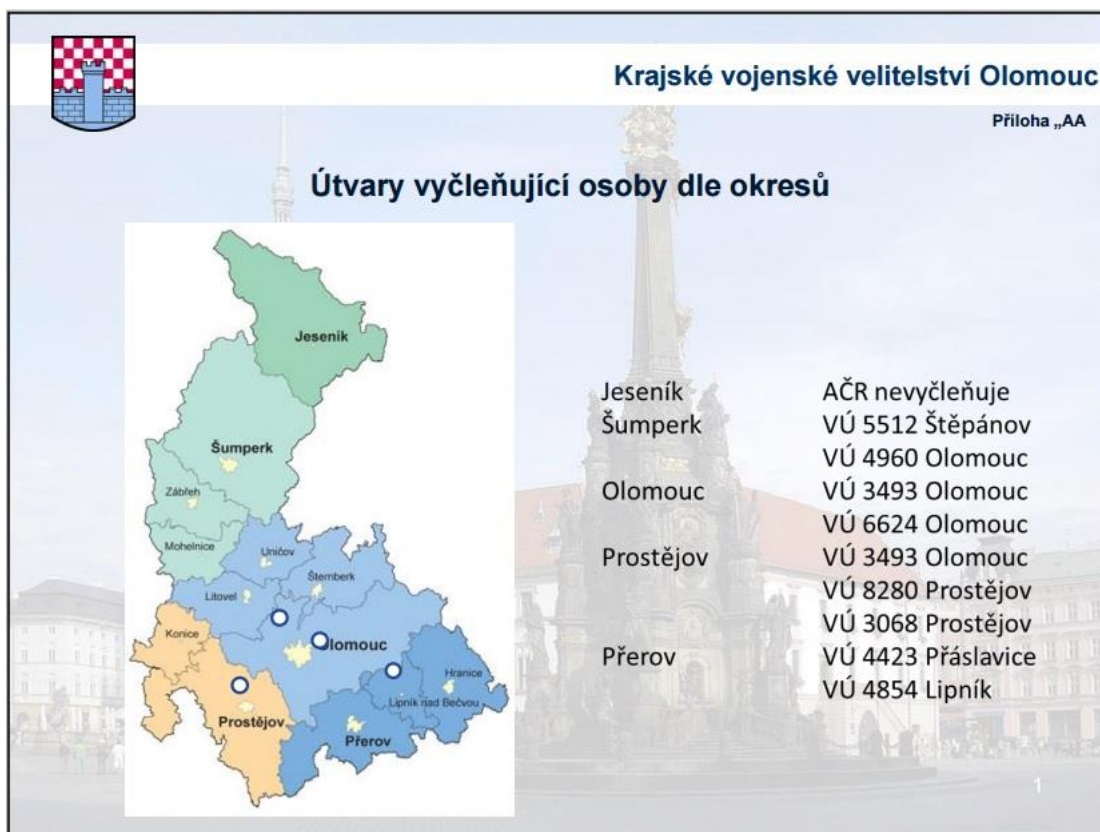 Krajské vojenské velitelství Olomouc
Příloha „AA
Útvary vyčleňující osoby dle okresů
Jeseník
Šumperk
Zábřeh
Mohelnice
Uničov
Šternberk
Litovel
Olomouc
Konice
Hranice
Lipník nad Bečvou
Prostějov
Přerov
Jeseník AČR nevyčleňuje
Šumperk VÚ 5512 Štěpánov
VÚ 4960 Olomouc
Olomouc VÚ 3493 Olomouc
VÚ 6624 Olomouc
Prostějov VÚ 3493 Olomouc
VÚ 8280 Prostějov
VÚ 3068 Prostějov
Přerov VÚ 4423 Přáslavice
VÚ 4854 Lipník
1